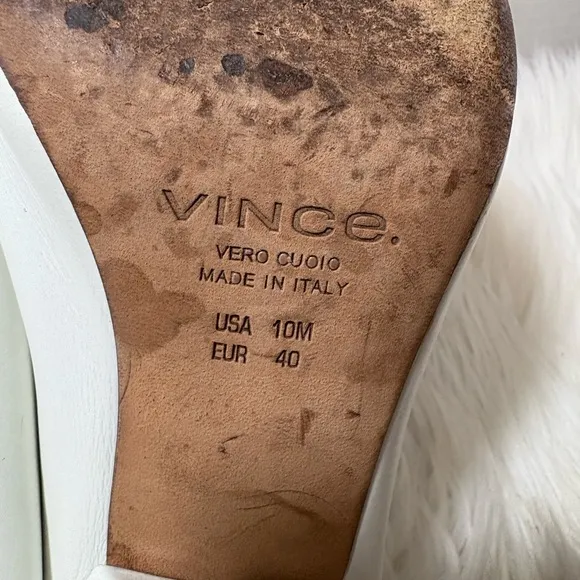 VINCe.
VERO CUOIO
MADE IN ITALY
USA 10M
EUR 40